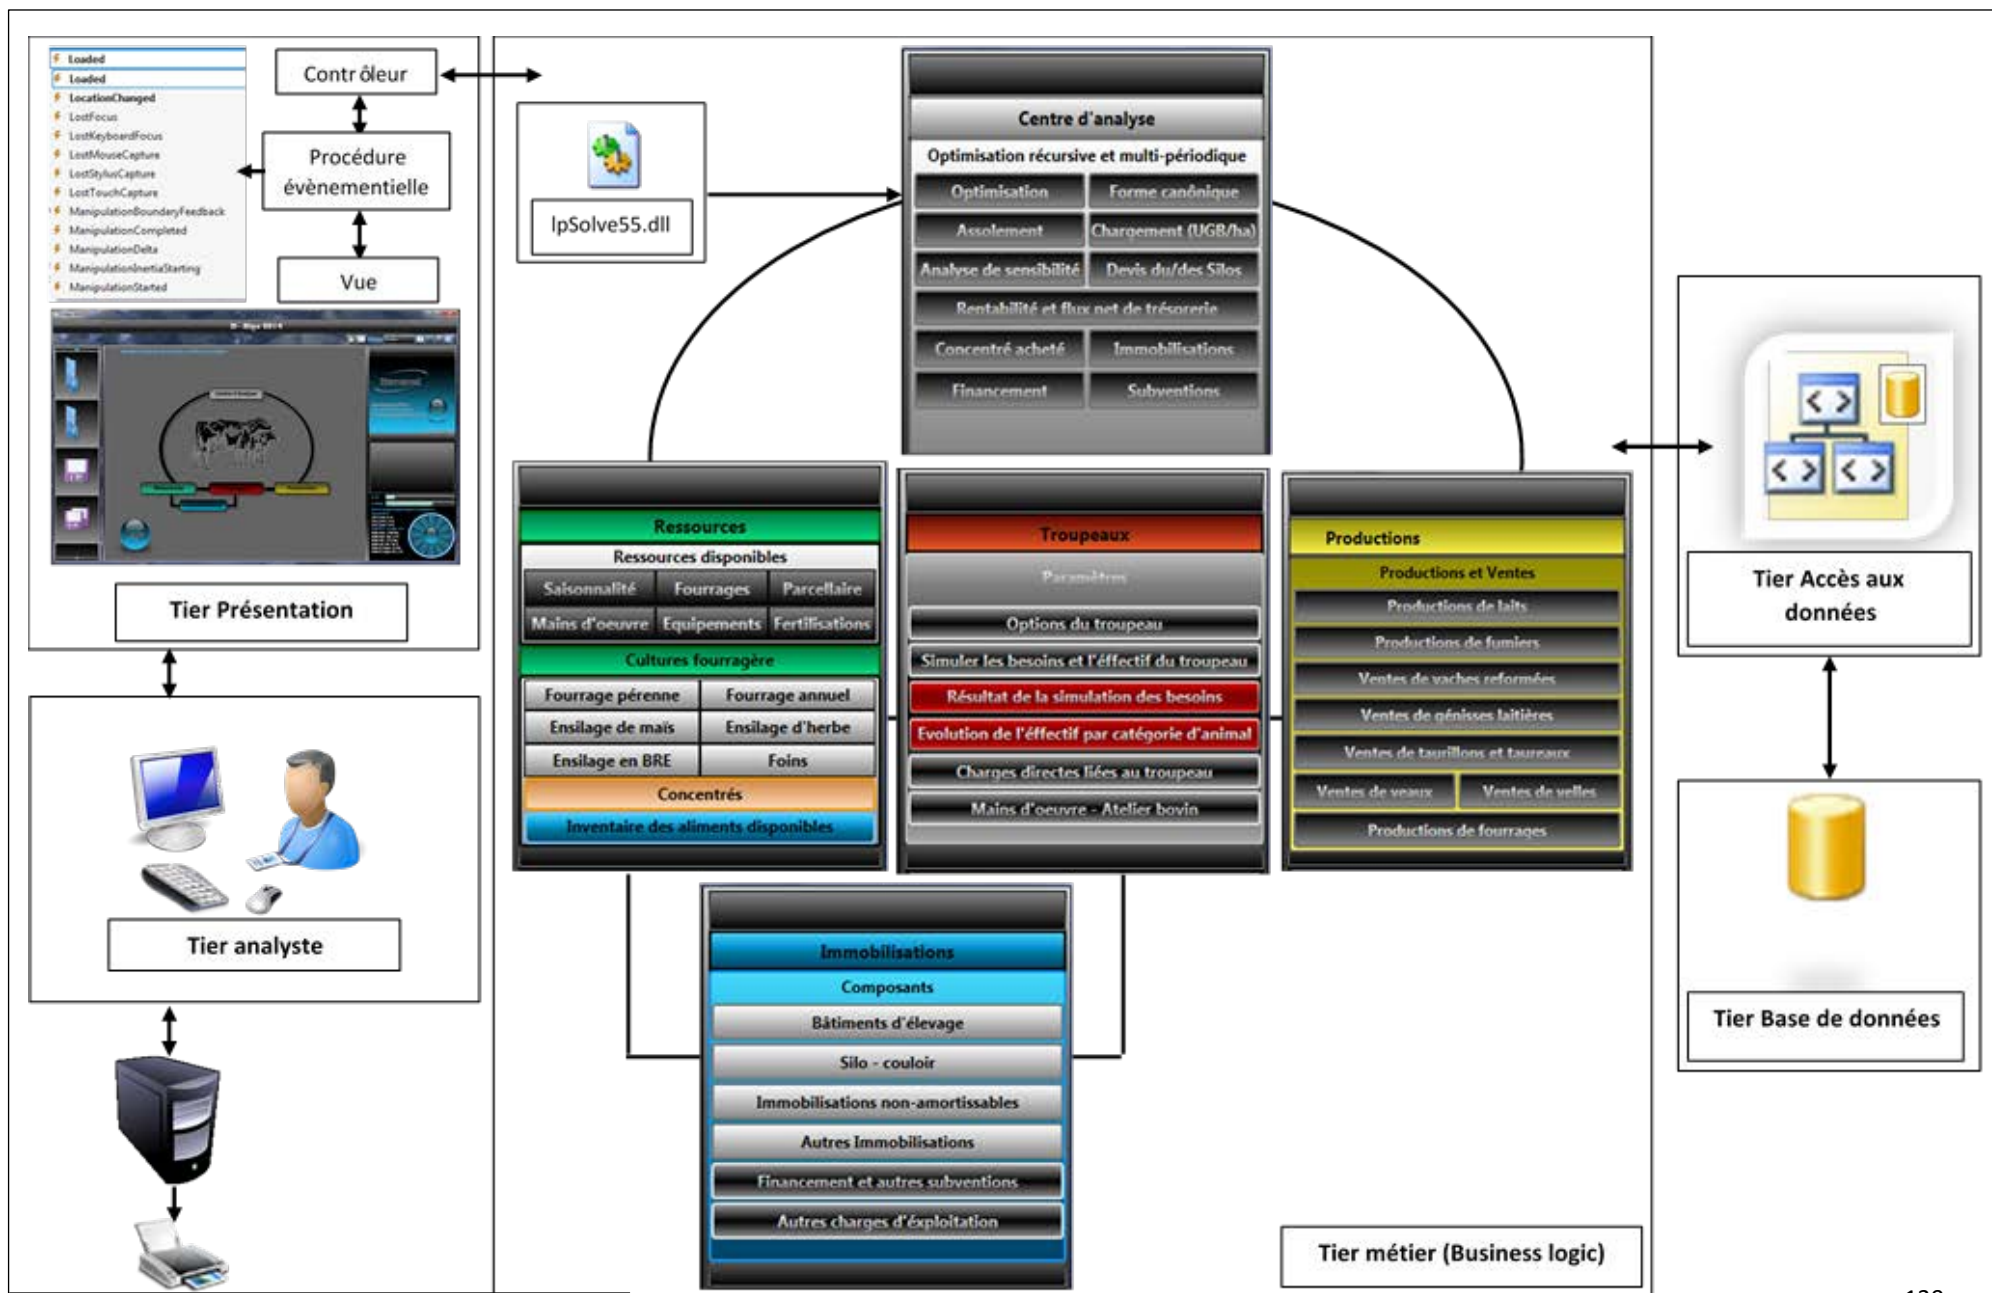 Loaded
Loaded
LocationChanged
LostFocus
LostKeyboardFocus
LostMouseCapture
LostStylusCapture
LostTouchCapture
ManipulationBoundaryFeedback
ManipulationCompleted
ManipulationDelta
ManipulationInertiaStarting
ManipulationStarted
Contrôleur
Procédure
évènementielle
Vue
Tier Présentation
Tier analyste
lpSolve55.dll
Centre d'analyse
Optimisation récursive et multi-périodique
Optimisation
Forme canônique
Assolement
Chargement (UGB/ha)
Analyse de sensibilité
Devis du/des Silos
Rentabilité et flux net de trésorerie
Concentré acheté
Immobilisations
Financement
Subventions
Ressources
Ressources disponibles
Saisonnalité
Fourrages
Parcellaire
Mains d'oeuvre
Equipements
Fertilisations
Cultures fourragère
Fourrage pérenne
Fourrage annuel
Ensilage de maïs
Ensilage d'herbe
Ensilage en BRE
Foins
Concentrés
Inventaire des aliments disponibles
Troupeaux
Paramètres
Options du troupeau
Simuler les besoins et l'éffectif du troupeau
Résultat de la simulation des besoins
Evolution de l'éffectif par catégorie d'animal
Charges directes liées au troupeau
Mains d'oeuvre - Atelier bovin
Productions
Productions et Ventes
Productions de laits
Productions de fumiers
Ventes de vaches reformées
Ventes de génisses laitières
Ventes de taurillons et taureaux
Ventes de veaux
Ventes de velles
Productions de fourrages
Immobilisations
Composants
Bâtiments d'élevage
Silo - couloir
Immobilisations non-amortissables
Autres Immobilisations
Financement et autres subventions
Autres charges d'éxploitation
Tier métier (Business logic)
Tier Accès aux
données
Tier Base de données